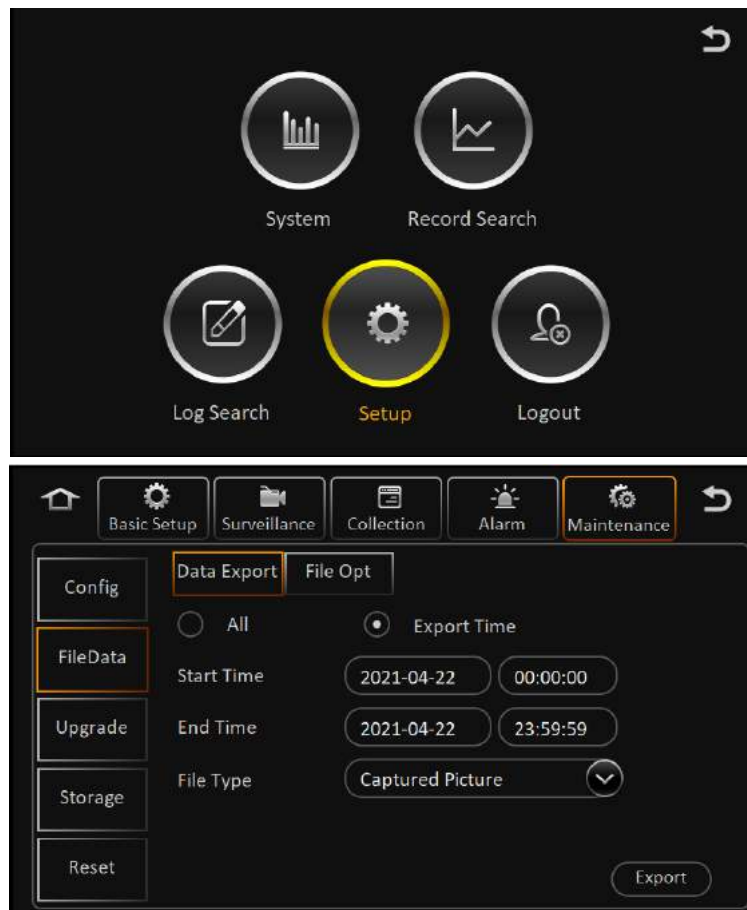 System Record Search
Log Search Setup Logout
Basic Setup Surveillance Collection Alarm Maintenance
Config
FileData
Upgrade
Storage
Reset
Data Export File Opt
All Export Time
Start Time 2021-04-22 00:00:00
End Time 2021-04-22 23:59:59
File Type Captured Picture
Export